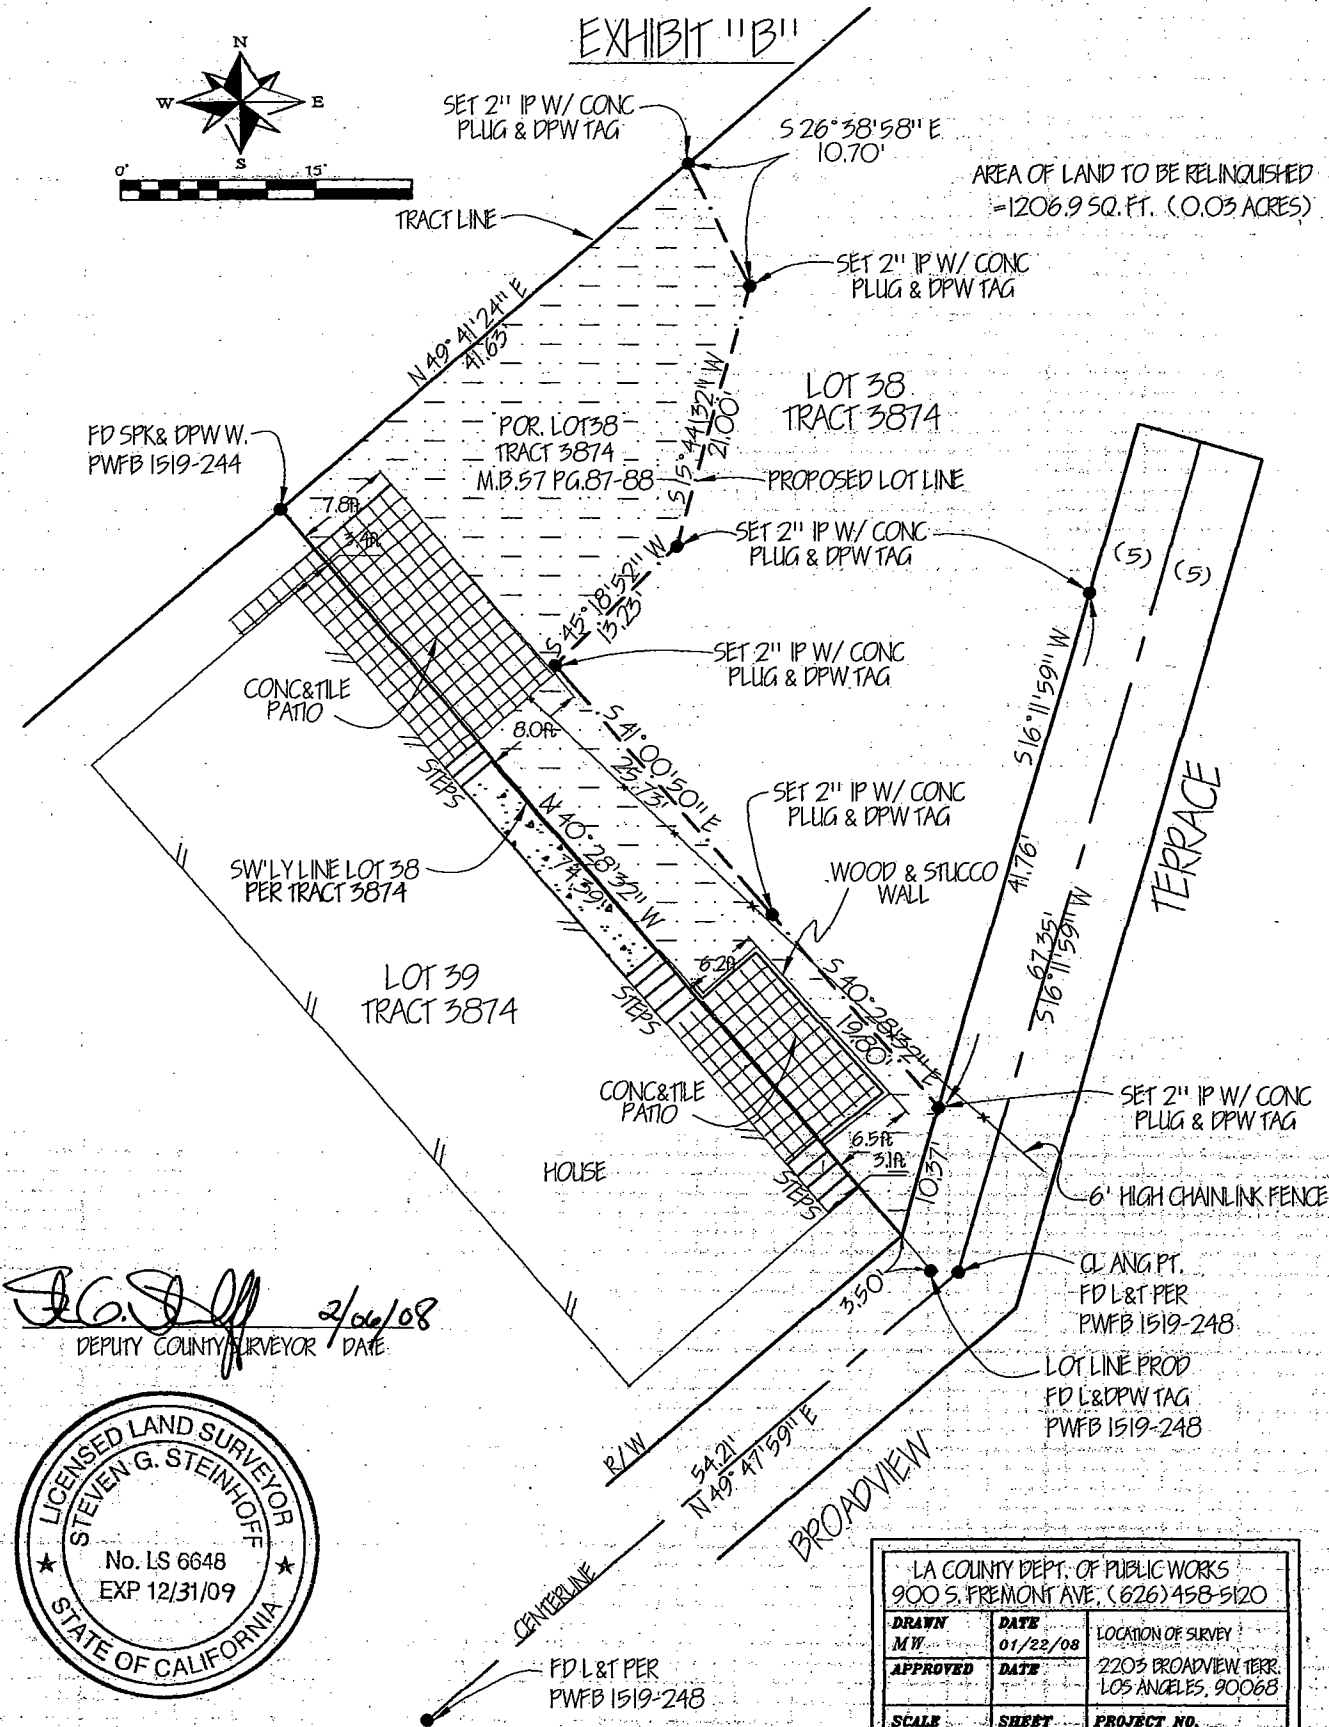 EXHIBIT "B"
N
W
E
S
0'
15'
SET 2" IP W/ CONC
PLUG & DPW TAG
S 26°38'58" E
10.70'
AREA OF LAND TO BE RELINQUISHED
=1206.9 SQ. FT. (0.03 ACRES)
TRACT LINE
SET 2" IP W/ CONC
PLUG & DPW TAG
N 49°41'24" E
41.63'
LOT 38
TRACT 3874
FD SPK & DPW W.
PWFB 1519-244
POR. LOT 38
TRACT 3874
M.B.57 PG.87-88
S 15°44'32" W
21.00'
PROPOSED LOT LINE
7.8ft
3.4ft
SET 2" IP W/ CONC
PLUG & DPW TAG
(5)
(5)
S 45°18'52" W
13.23'
SET 2" IP W/ CONC
PLUG & DPW TAG
CONC&TILE
PATIO
8.0ft
S 41°00'50" E
25.73'
S 16°11'59" W
41.76'
STEPS
SET 2" IP W/ CONC
PLUG & DPW TAG
TERRACE
SW'LY LINE LOT 38
PER TRACT 3874
N 40°28'32" W
74.39'
WOOD & STUCCO
WALL
67.35'
S 16°11'59" W
LOT 39
TRACT 3874
6.2ft
S 40°28'32" E
19.80'
STEPS
CONC&TILE
PATIO
SET 2" IP W/ CONC
PLUG & DPW TAG
6.5ft
3.1ft
10.37'
HOUSE
STEPS
6' HIGH CHAINLINK FENCE
3.50'
CL ANG PT.
FD L&T PER
PWFB 1519-248
2/06/08
DEPUTY COUNTY SURVEYOR DATE
LOT LINE PROD
FD L&DPW TAG
PWFB 1519-248
R/W
54.21'
N 49°47'59" E
BROADVIEW
LICENSED LAND SURVEYOR
STEVEN G. STEINHOFF
No. LS 6648
EXP 12/31/09
STATE OF CALIFORNIA
CENTERLINE
FD L&T PER
PWFB 1519-248
LA COUNTY DEPT. OF PUBLIC WORKS
900 S. FREMONT AVE. (626)458-5120
DRAWN
MW
DATE
01/22/08
LOCATION OF SURVEY
2203 BROADVIEW TERR.
LOS ANGELES, 90068
APPROVED
DATE
SCALE
SHEET
PROJECT NO.